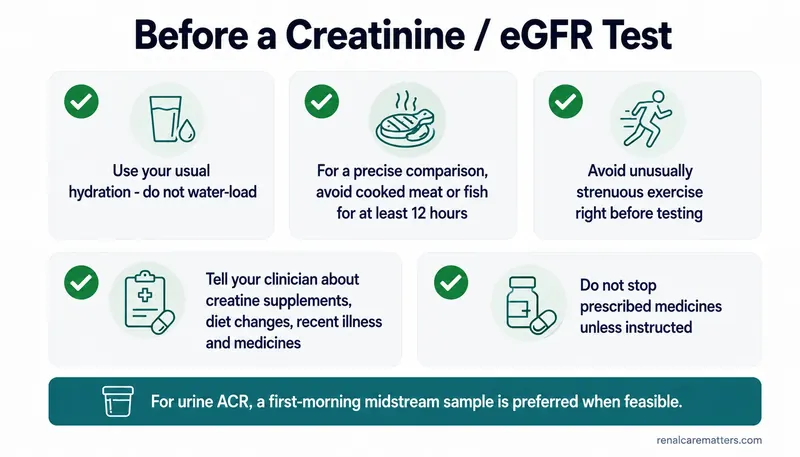 Before a Creatinine / eGFR Test
Use your usual
hydration - do not water-load
For a precise comparison,
avoid cooked meat or fish
for at least 12 hours
Avoid unusually
strenuous exercise
right before testing
Tell your clinician about
creatine supplements,
diet changes, recent illness
and medicines
Do not stop
prescribed medicines
unless instructed
For urine ACR, a first-morning midstream sample is preferred when feasible.
renalcarematters.com